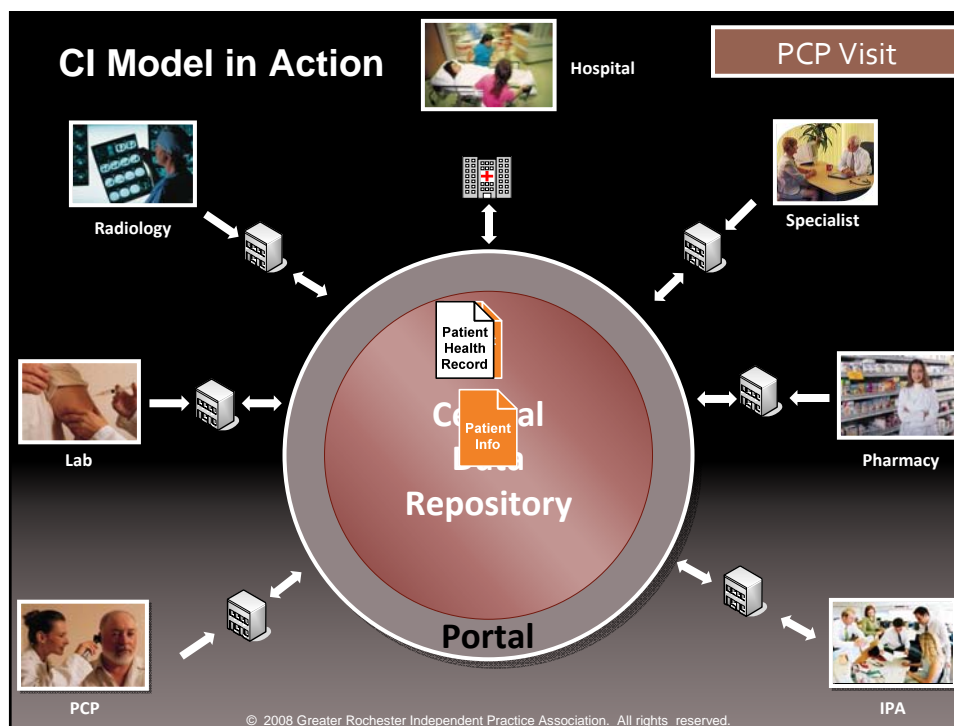 CI Model in Action
PCP Visit
Hospital
Radiology
Specialist
Patient
Health
Record
Patient
Info
Data
Repository
Lab
Pharmacy
Portal
PCP
IPA
© 2008 Greater Rochester Independent Practice Association. All rights reserved.